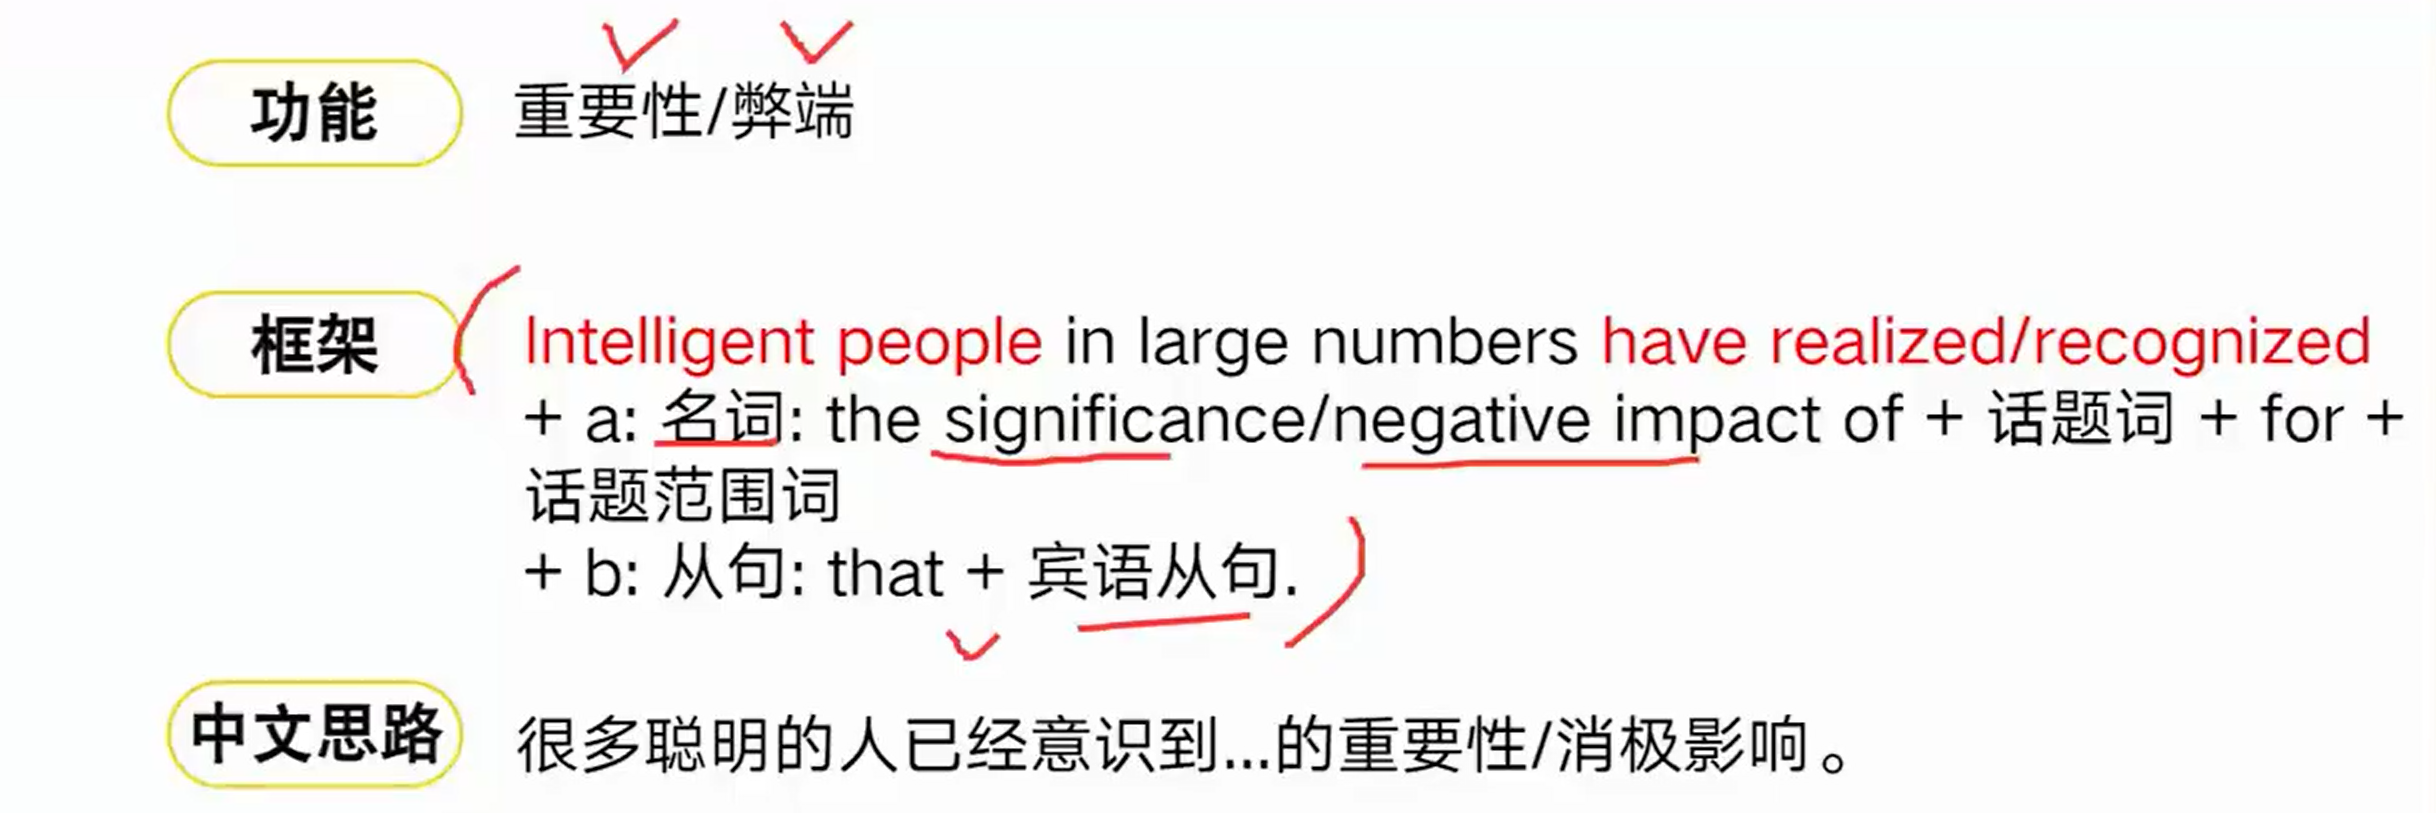 功能
重要性/弊端
框架
Intelligent people in large numbers have realized/recognized
+ a: 名词: the significance/negative impact of + 话题词 + for +
话题范围词
+ b: 从句: that + 宾语从句.
中文思路
很多聪明的人已经意识到...的重要性/消极影响。